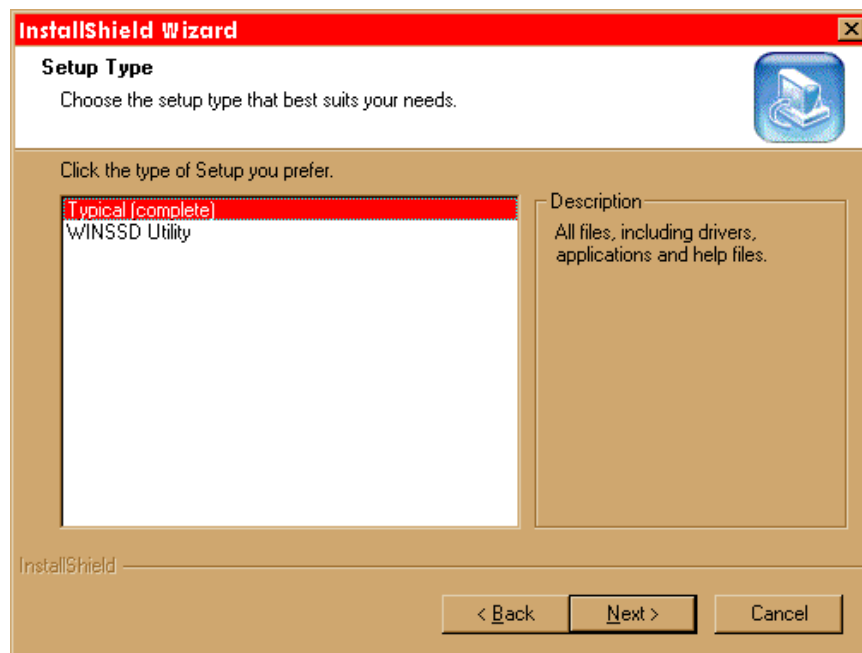 InstallShield Wizard
Setup Type
Choose the setup type that best suits your needs.
Click the type of Setup you prefer.
Typical (complete)
WINSSD Utility
Description
All files, including drivers,
applications and help files.
InstallShield
< Back
Next >
Cancel